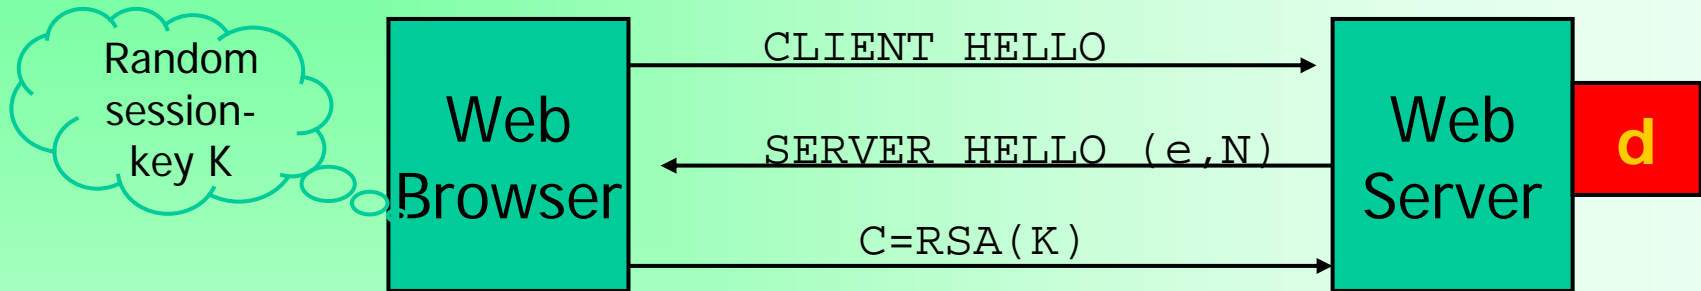 Random
session-
key K
Web
Browser
CLIENT HELLO
SERVER HELLO (e,N)
C=RSA(K)
Web
Server
d